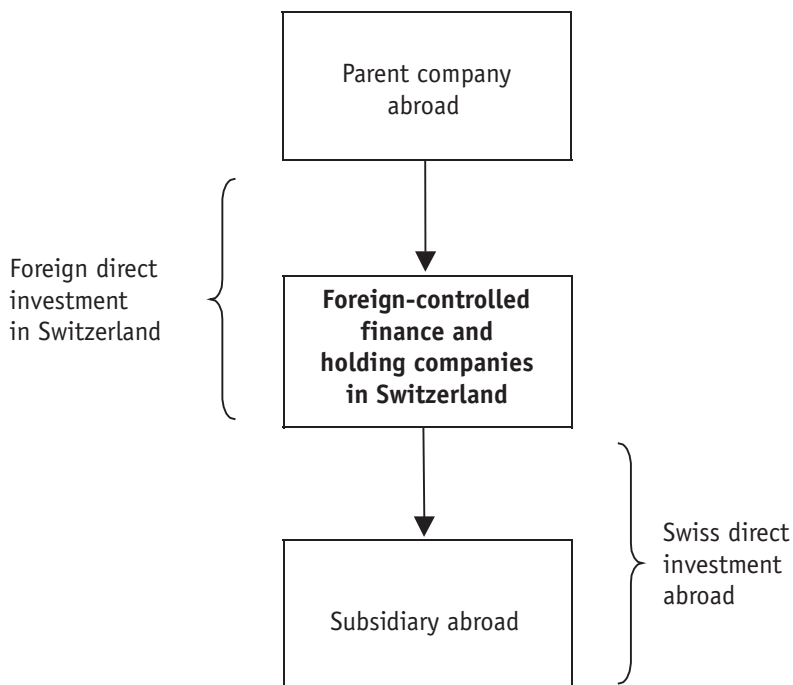 Parent company
abroad
Foreign direct
investment
in Switzerland
Foreign-controlled
finance and
holding companies
in Switzerland
Swiss direct
investment
abroad
Subsidiary abroad